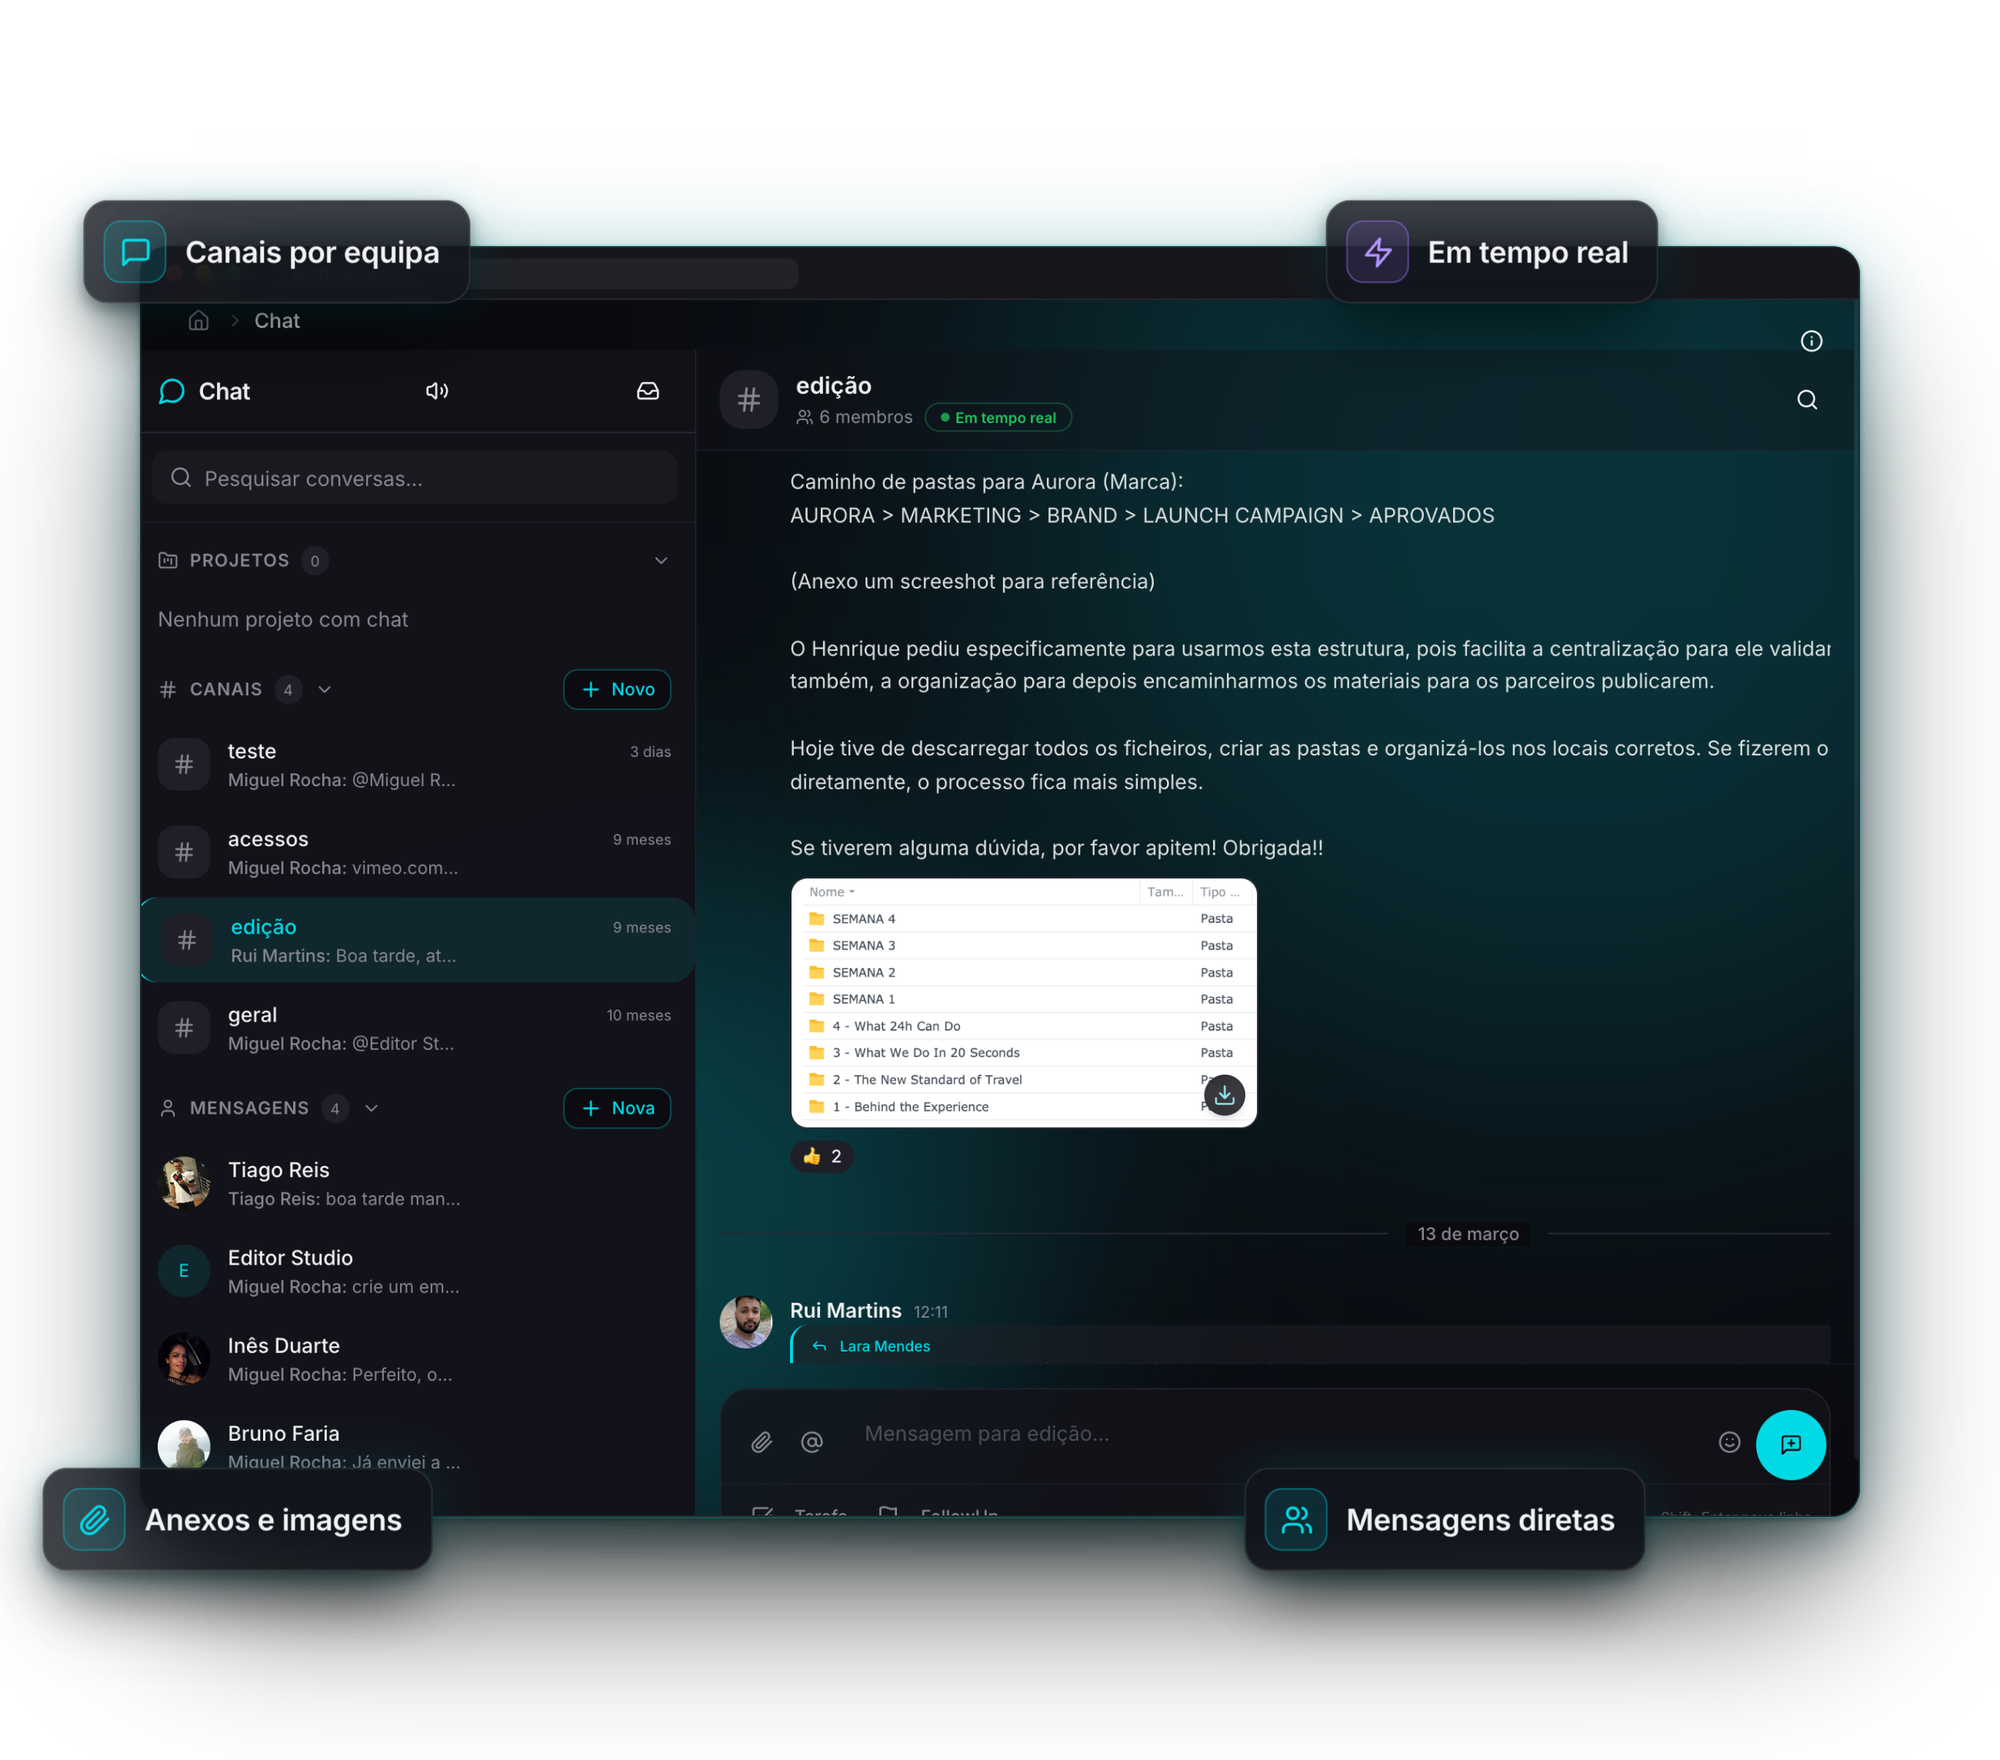 Canais por equipa
Em tempo real
Chat
Chat
edição
6 membros
Em tempo real
Pesquisar conversas...
PROJETOS 0
Nenhum projeto com chat
CANAIS 4
Novo
teste
3 dias
Miguel Rocha: @Miguel R...
acessos
9 meses
Miguel Rocha: vimeo.com...
edição
9 meses
Rui Martins: Boa tarde, at...
geral
10 meses
Miguel Rocha: @Editor St...
MENSAGENS 4
Nova
Tiago Reis
Tiago Reis: boa tarde man...
Editor Studio
E
Miguel Rocha: crie um em...
Inês Duarte
Miguel Rocha: Perfeito, o...
Bruno Faria
Miguel Rocha: Já enviei a ...
Caminho de pastas para Aurora (Marca):
AURORA > MARKETING > BRAND > LAUNCH CAMPAIGN > APROVADOS
(Anexo um screeshot para referência)
O Henrique pediu especificamente para usarmos esta estrutura, pois facilita a centralização para ele validar
também, a organização para depois encaminharmos os materiais para os parceiros publicarem.
Hoje tive de descarregar todos os ficheiros, criar as pastas e organizá-los nos locais corretos. Se fizerem o
diretamente, o processo fica mais simples.
Se tiverem alguma dúvida, por favor apitem! Obrigada!!
Nome Tam... Tipo ...
SEMANA 4 Pasta
SEMANA 3 Pasta
SEMANA 2 Pasta
SEMANA 1 Pasta
4 - What 24h Can Do Pasta
3 - What We Do In 20 Seconds Pasta
2 - The New Standard of Travel
1 - Behind the Experience
👍 2
13 de março
Rui Martins 12:11
Lara Mendes
@ Mensagem para edição...
Tarefa FollowUp
Anexos e imagens
Mensagens diretas